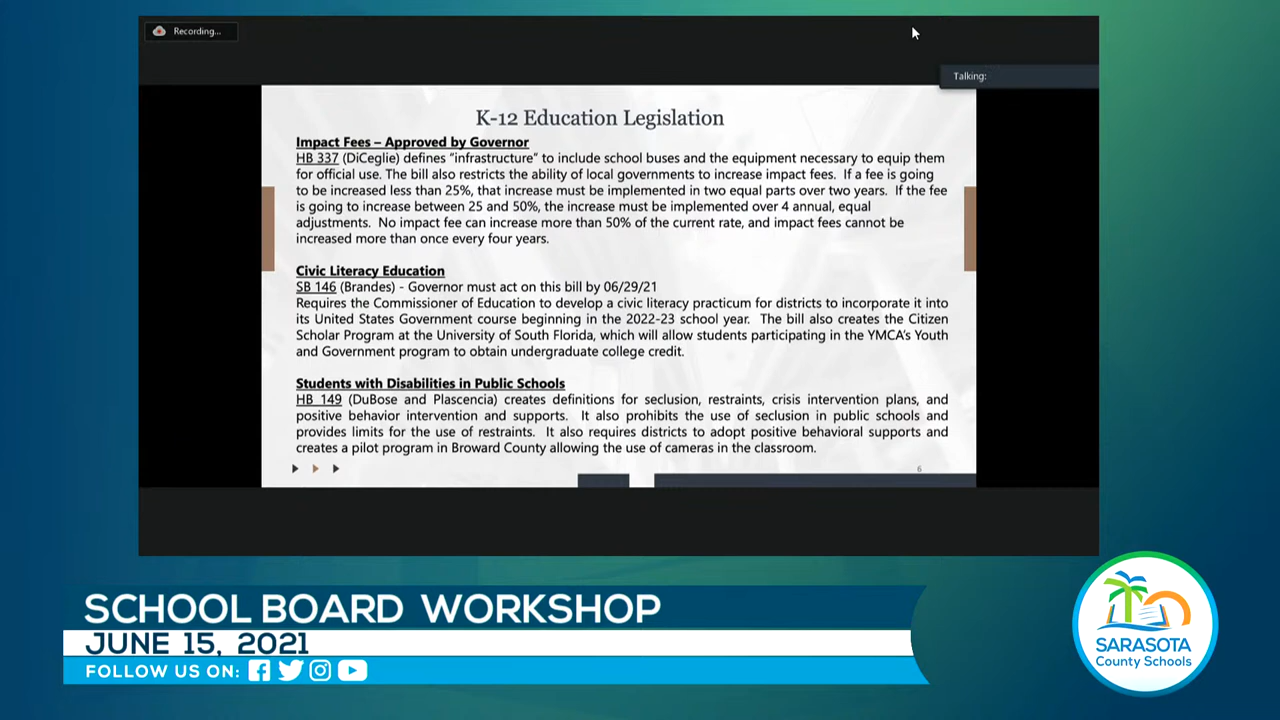 Recording...
Talking:
K-12 Education Legislation
Impact Fees – Approved by Governor
HB 337 (DiCeglie) defines “infrastructure” to include school buses and the equipment necessary to equip them
for official use. The bill also restricts the ability of local governments to increase impact fees. If a fee is going
to be increased less than 25%, that increase must be implemented in two equal parts over two years. If the fee
is going to increase between 25 and 50%, the increase must be implemented over 4 annual, equal
adjustments. No impact fee can increase more than 50% of the current rate, and impact fees cannot be
increased more than once every four years.
Civic Literacy Education
SB 146 (Brandes) - Governor must act on this bill by 06/29/21
Requires the Commissioner of Education to develop a civic literacy practicum for districts to incorporate it into
its United States Government course beginning in the 2022-23 school year. The bill also creates the Citizen
Scholar Program at the University of South Florida, which will allow students participating in the YMCA’s Youth
and Government program to obtain undergraduate college credit.
Students with Disabilities in Public Schools
HB 149 (DuBose and Plascencia) creates definitions for seclusion, restraints, crisis intervention plans, and
positive behavior intervention and supports. It also prohibits the use of seclusion in public schools and
provides limits for the use of restraints. It also requires districts to adopt positive behavioral supports and
creates a pilot program in Broward County allowing the use of cameras in the classroom.
6
SCHOOL BOARD WORKSHOP
JUNE 15, 2021
FOLLOW US ON:
SARASOTA
County Schools